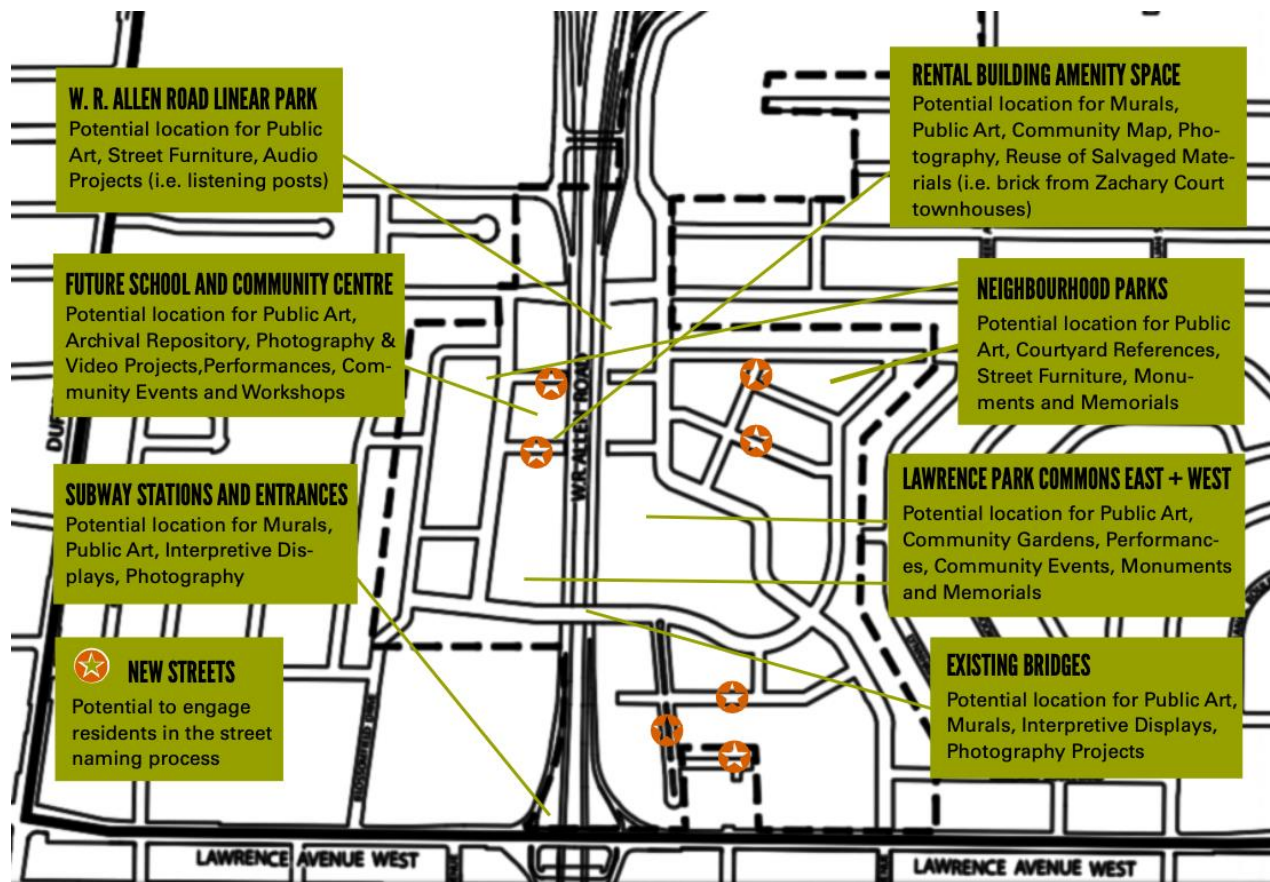 W. R. ALLEN ROAD LINEAR PARK
Potential location for Public
Art, Street Furniture, Audio
Projects (i.e. listening posts)
RENTAL BUILDING AMENITY SPACE
Potential location for Murals,
Public Art, Community Map, Pho-
tography, Reuse of Salvaged Mate-
rials (i.e. brick from Zachary Court
townhouses)
FUTURE SCHOOL AND COMMUNITY CENTRE
Potential location for Public Art,
Archival Repository, Photography &
Video Projects,Performances, Com-
munity Events and Workshops
NEIGHBOURHOOD PARKS
Potential location for Public
Art, Courtyard References,
Street Furniture, Monu-
ments and Memorials
W.R. ALLEN ROAD
SUBWAY STATIONS AND ENTRANCES
Potential location for Murals,
Public Art, Interpretive Dis-
plays, Photography
LAWRENCE PARK COMMONS EAST + WEST
Potential location for Public Art,
Community Gardens, Performanc-
es, Community Events, Monuments
and Memorials
NEW STREETS
Potential to engage
residents in the street
naming process
EXISTING BRIDGES
Potential location for Public Art,
Murals, Interpretive Displays,
Photography Projects
LAWRENCE AVENUE WEST
LAWRENCE AVENUE WEST